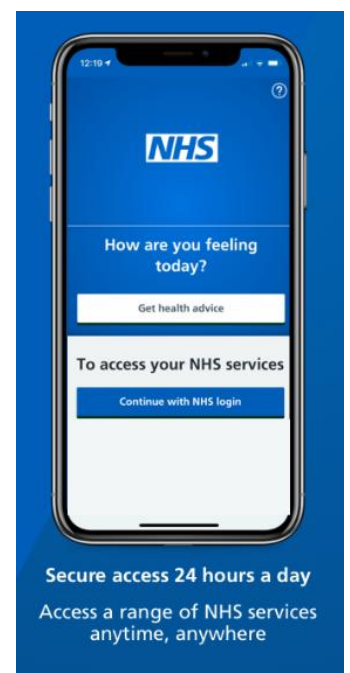 12:19
?
NHS
How are you feeling
today?
Get health advice
To access your NHS services
Continue with NHS login
Secure access 24 hours a day
Access a range of NHS services
anytime, anywhere